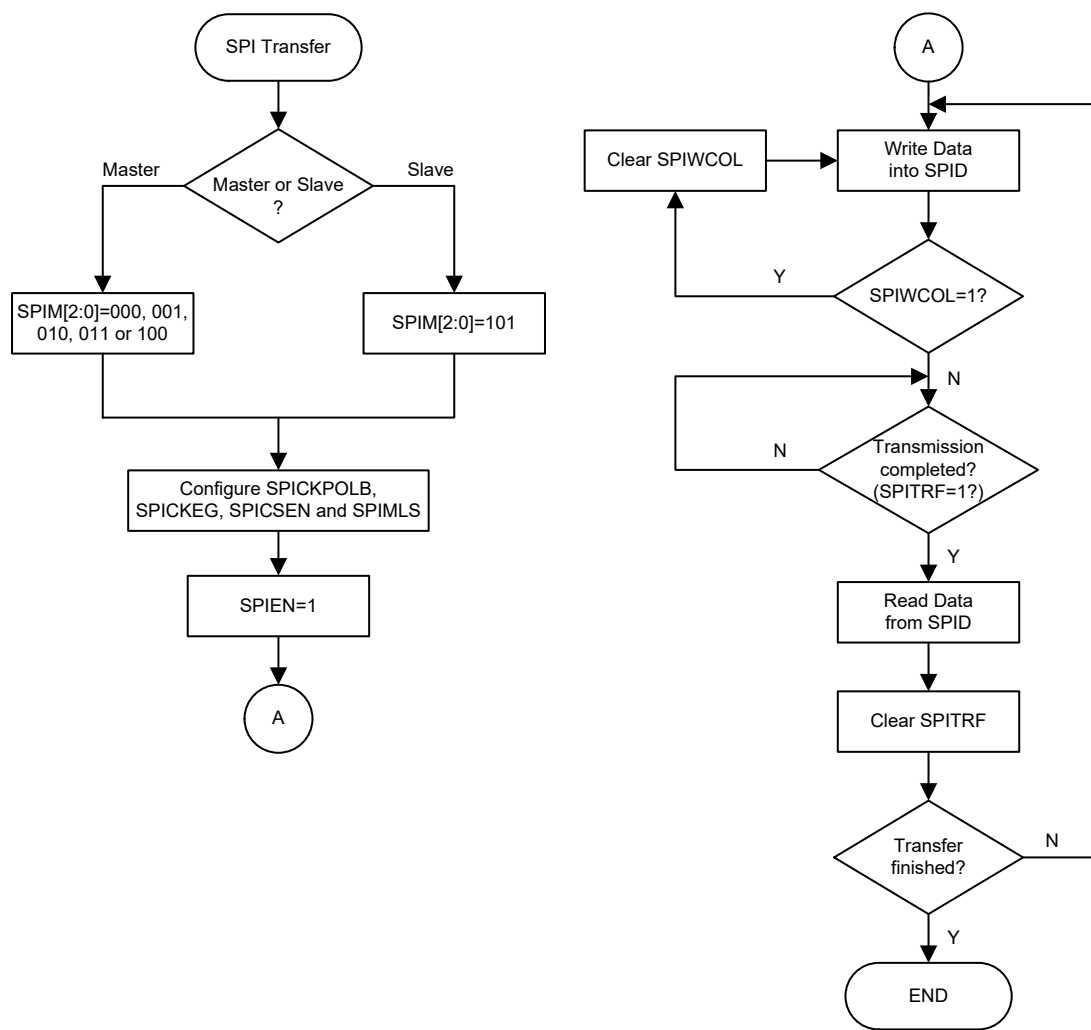 SPI Transfer
Master
Slave
Master or Slave
?
SPIM[2:0]=000, 001,
010, 011 or 100
SPIM[2:0]=101
Configure SPICKPOLB,
SPICKEG, SPICSEN and SPIMLS
SPIEN=1
A
A
Clear SPIWCOL
Write Data
into SPID
Y
SPIWCOL=1?
N
N
Transmission
completed?
(SPITRF=1?)
Y
Read Data
from SPID
Clear SPITRF
Transfer
finished?
N
Y
END